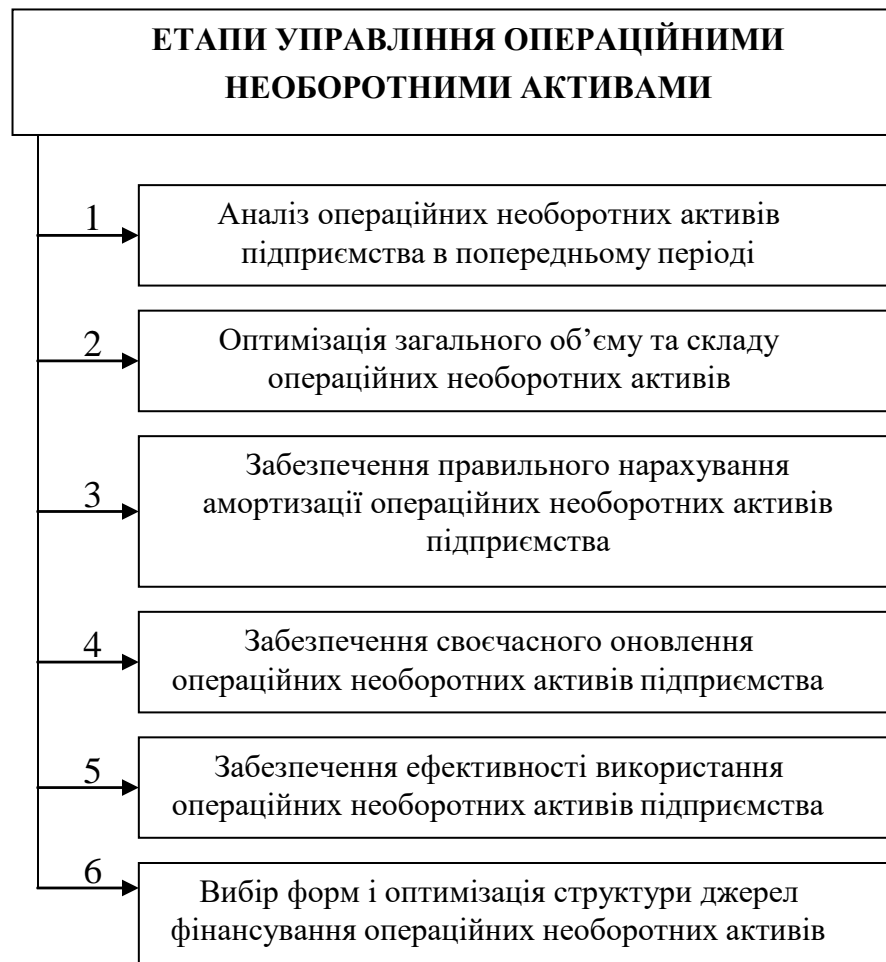 ЕТАПИ УПРАВЛІННЯ ОПЕРАЦІЙНИМИ
НЕОБОРОТНИМИ АКТИВАМИ
1
Аналіз операційних необоротних активів
підприємства в попередньому періоді
2
Оптимізація загального об’єму та складу
операційних необоротних активів
3
Забезпечення правильного нарахування
амортизації операційних необоротних активів
підприємства
4
Забезпечення своєчасного оновлення
операційних необоротних активів підприємства
5
Забезпечення ефективності використання
операційних необоротних активів підприємства
6
Вибір форм і оптимізація структури джерел
фінансування операційних необоротних активів